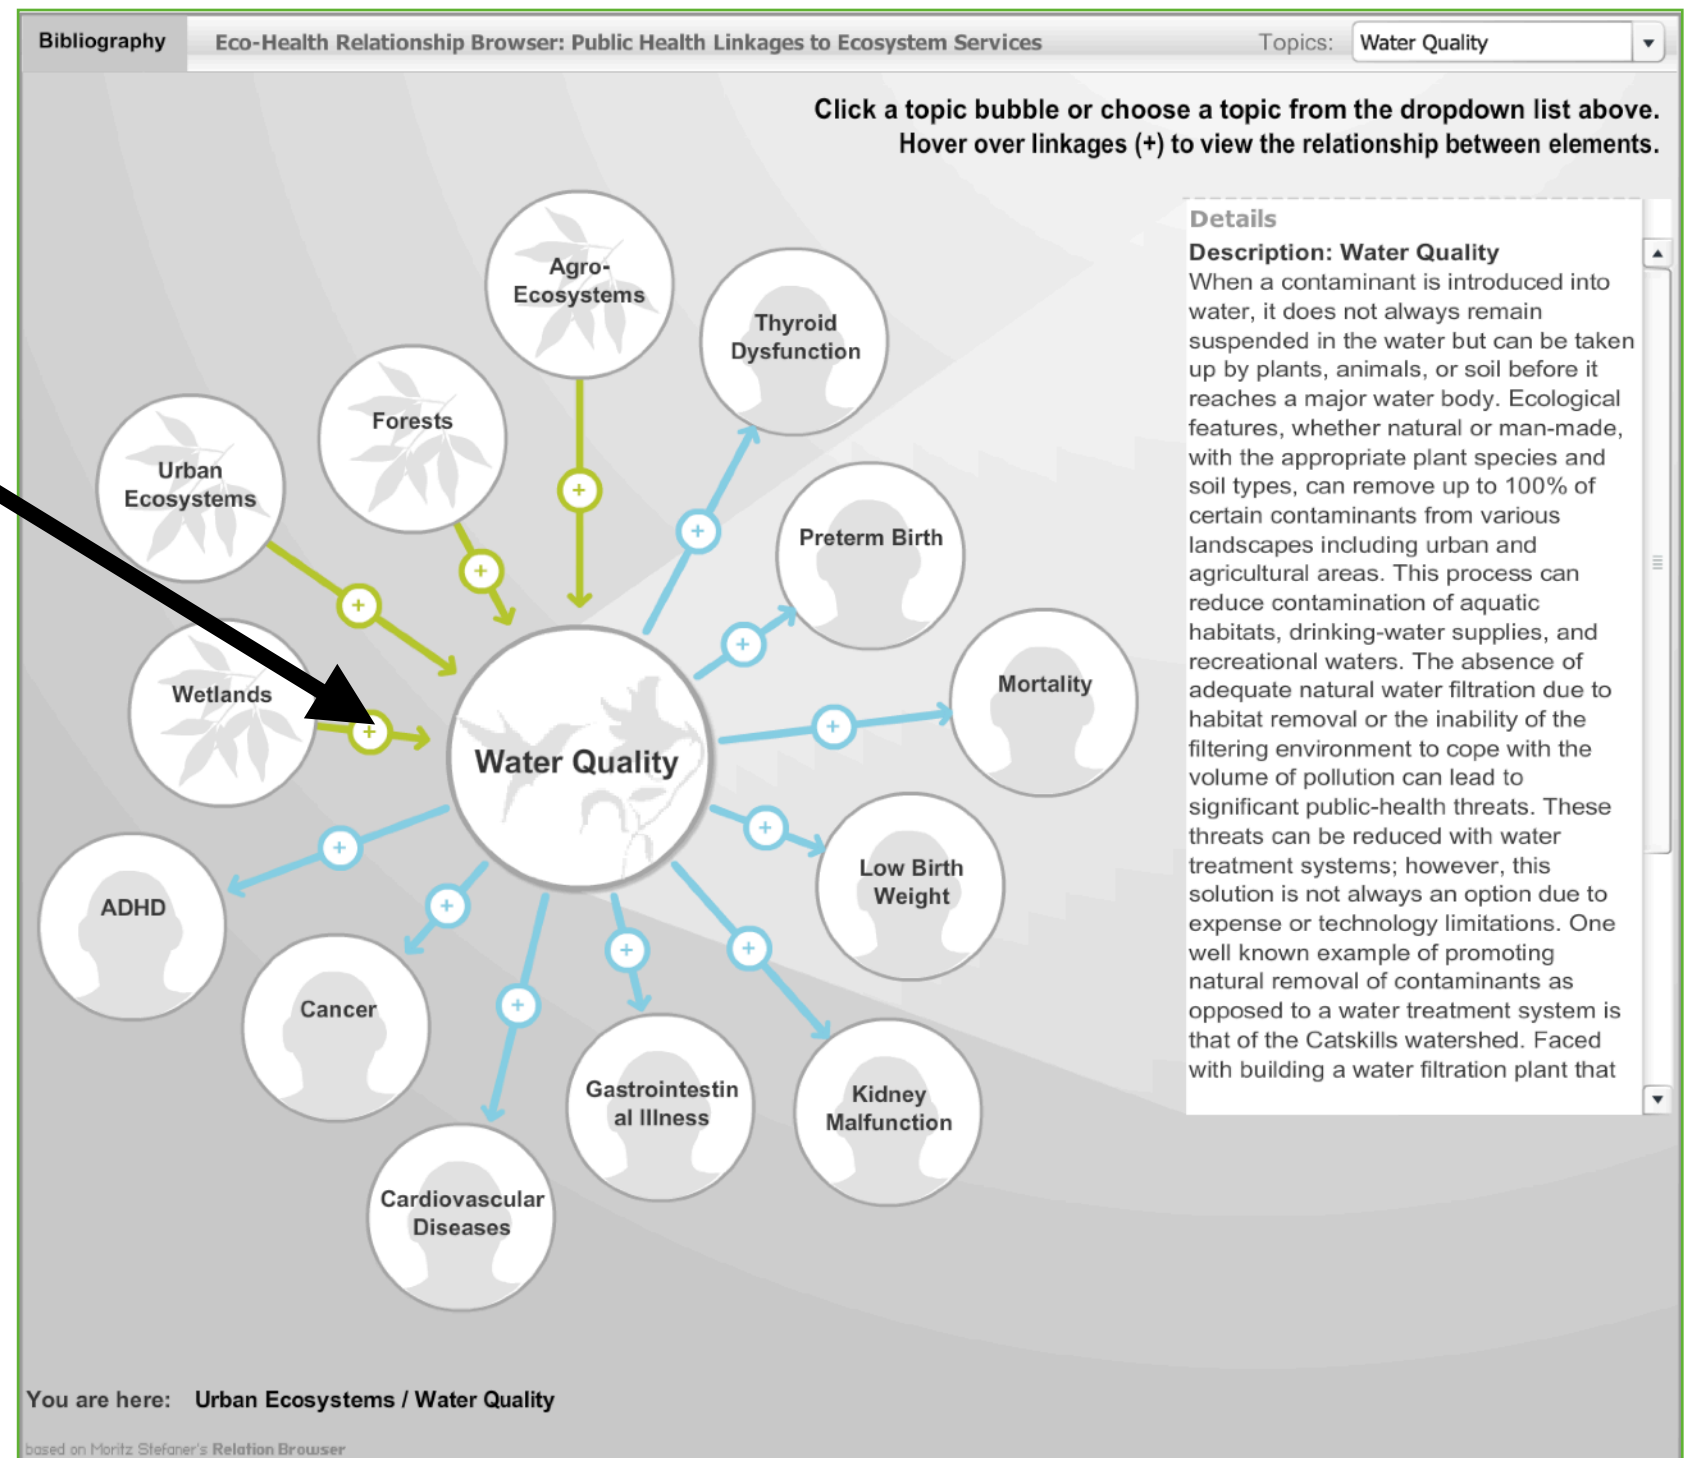 Bibliography
Eco-Health Relationship Browser: Public Health Linkages to Ecosystem Services
Topics:
Water Quality
Click a topic bubble or choose a topic from the dropdown list above.
Hover over linkages (+) to view the relationship between elements.
Agro-
Ecosystems
Thyroid
Dysfunction
Forests
Urban
Ecosystems
Preterm Birth
Wetlands
Mortality
Water Quality
Low Birth
Weight
ADHD
Cancer
Gastrointestin
al Illness
Kidney
Malfunction
Cardiovascular
Diseases
Details
Description: Water Quality
When a contaminant is introduced into
water, it does not always remain
suspended in the water but can be taken
up by plants, animals, or soil before it
reaches a major water body. Ecological
features, whether natural or man-made,
with the appropriate plant species and
soil types, can remove up to 100% of
certain contaminants from various
landscapes including urban and
agricultural areas. This process can
reduce contamination of aquatic
habitats, drinking-water supplies, and
recreational waters. The absence of
adequate natural water filtration due to
habitat removal or the inability of the
filtering environment to cope with the
volume of pollution can lead to
significant public-health threats. These
threats can be reduced with water
treatment systems; however, this
solution is not always an option due to
expense or technology limitations. One
well known example of promoting
natural removal of contaminants as
opposed to a water treatment system is
that of the Catskills watershed. Faced
with building a water filtration plant that
You are here: Urban Ecosystems / Water Quality
based on Moritz Stefaner's Relation Browser